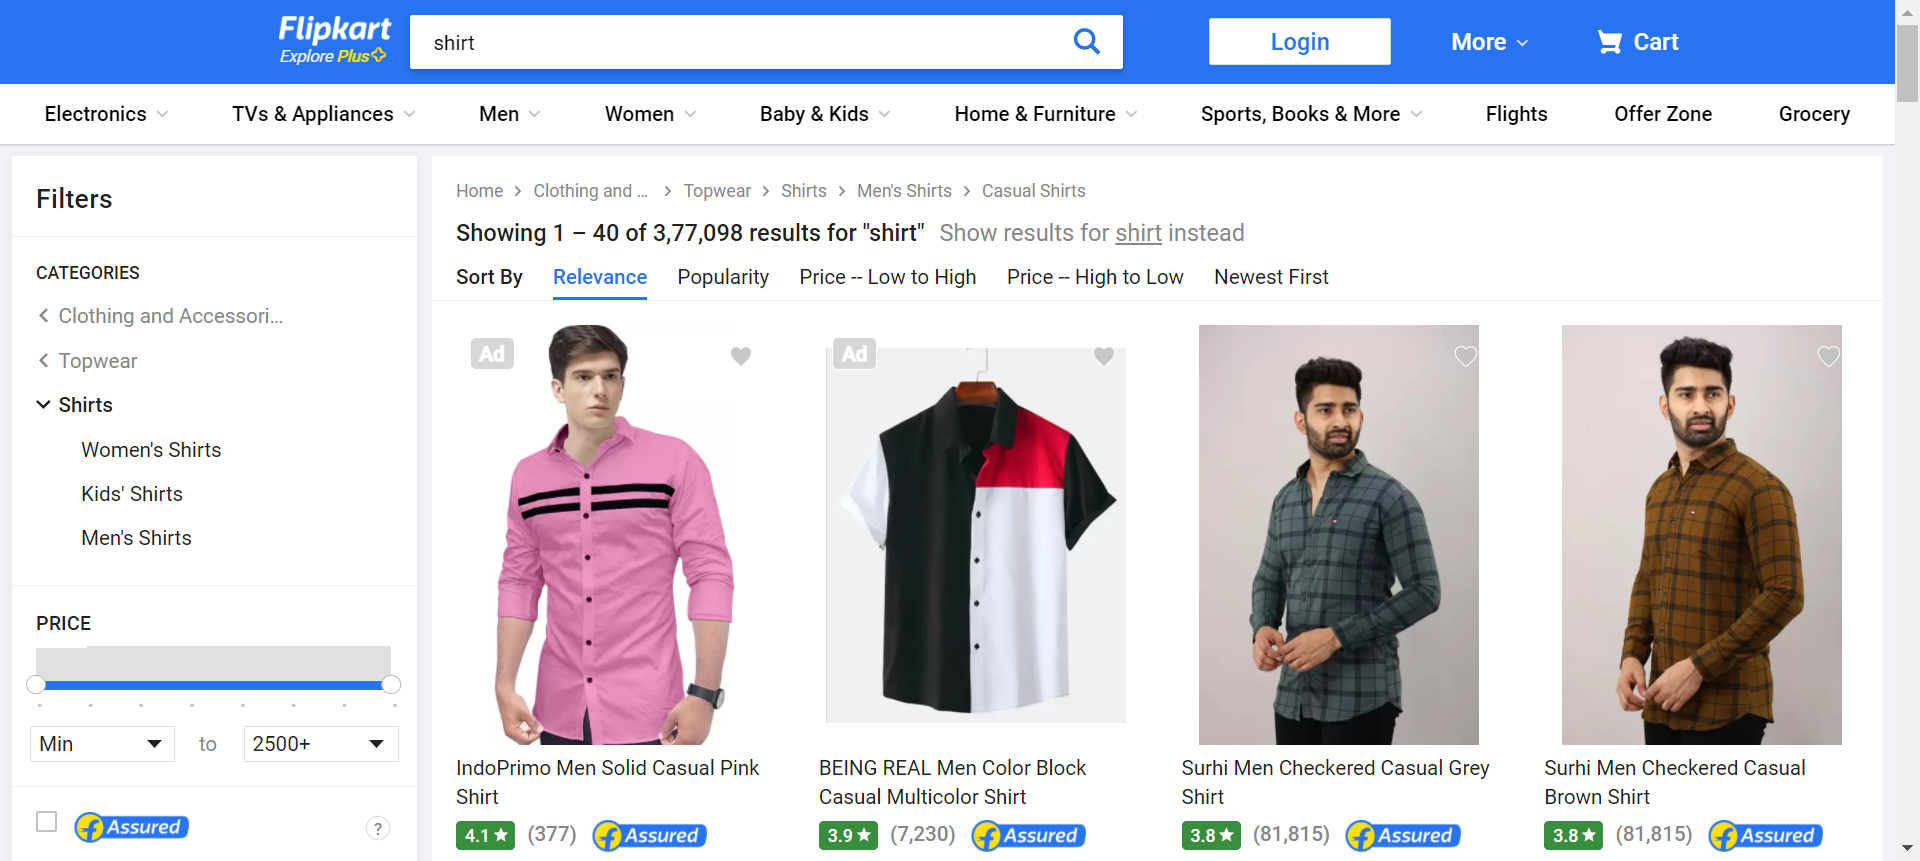 Flipkart
Explore Plus
shirt
Login
More
Cart
Electronics
TVs & Appliances
Men
Women
Baby & Kids
Home & Furniture
Sports, Books & More
Flights
Offer Zone
Grocery
Filters
CATEGORIES
Clothing and Accessori...
Topwear
Shirts
Women's Shirts
Kids' Shirts
Men's Shirts
PRICE
Min
to
2500+
Assured
?
Home > Clothing and ... > Topwear > Shirts > Men's Shirts > Casual Shirts
Showing 1 – 40 of 3,77,098 results for "shirt" Show results for shirt instead
Sort By Relevance Popularity Price -- Low to High Price -- High to Low Newest First
Ad
IndoPrimo Men Solid Casual Pink
Shirt
4.1 ★ (377) Assured
Ad
BEING REAL Men Color Block
Casual Multicolor Shirt
3.9 ★ (7,230) Assured
Surhi Men Checkered Casual Grey
Shirt
3.8 ★ (81,815) Assured
Surhi Men Checkered Casual
Brown Shirt
3.8 ★ (81,815) Assured